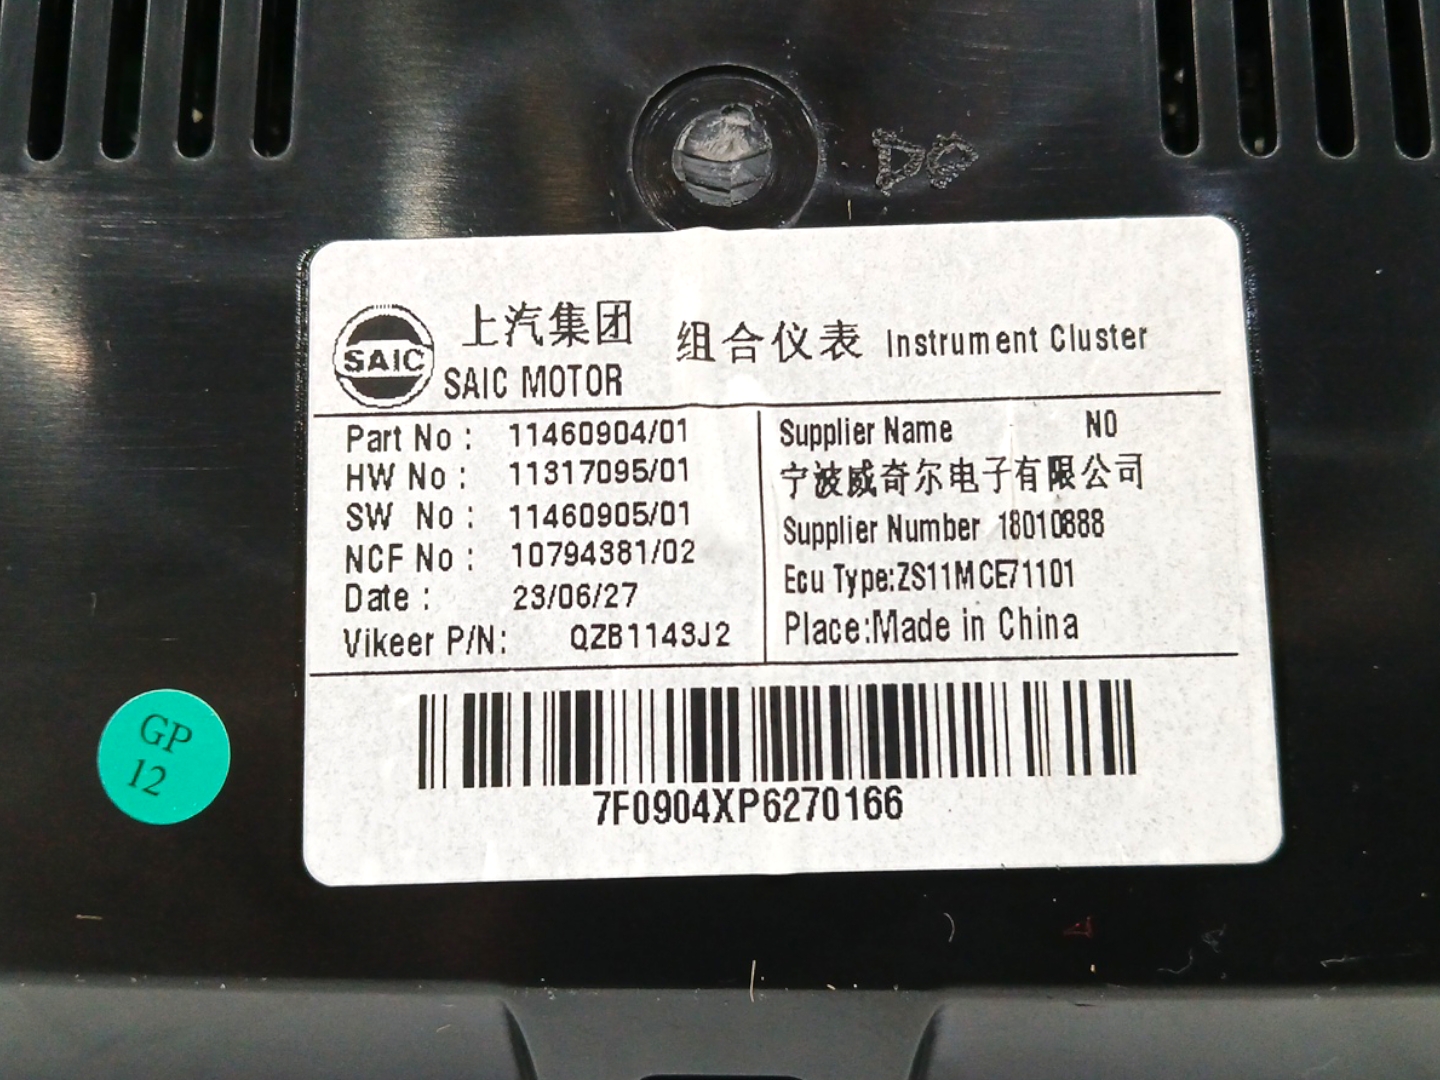 DC
SAIC
上汽集团
SAIC MOTOR
组合仪表 Instrument Cluster
Part No : 11460904/01
HW No : 11317095/01
SW No : 11460905/01
NCF No : 10794381/02
Date : 23/06/27
Vikeer P/N: QZB1143J2
Supplier Name NO
宁波威奇尔电子有限公司
Supplier Number 18010888
Ecu Type:ZS11MCE71101
Place:Made in China
7F0904XP6270166
GP
12